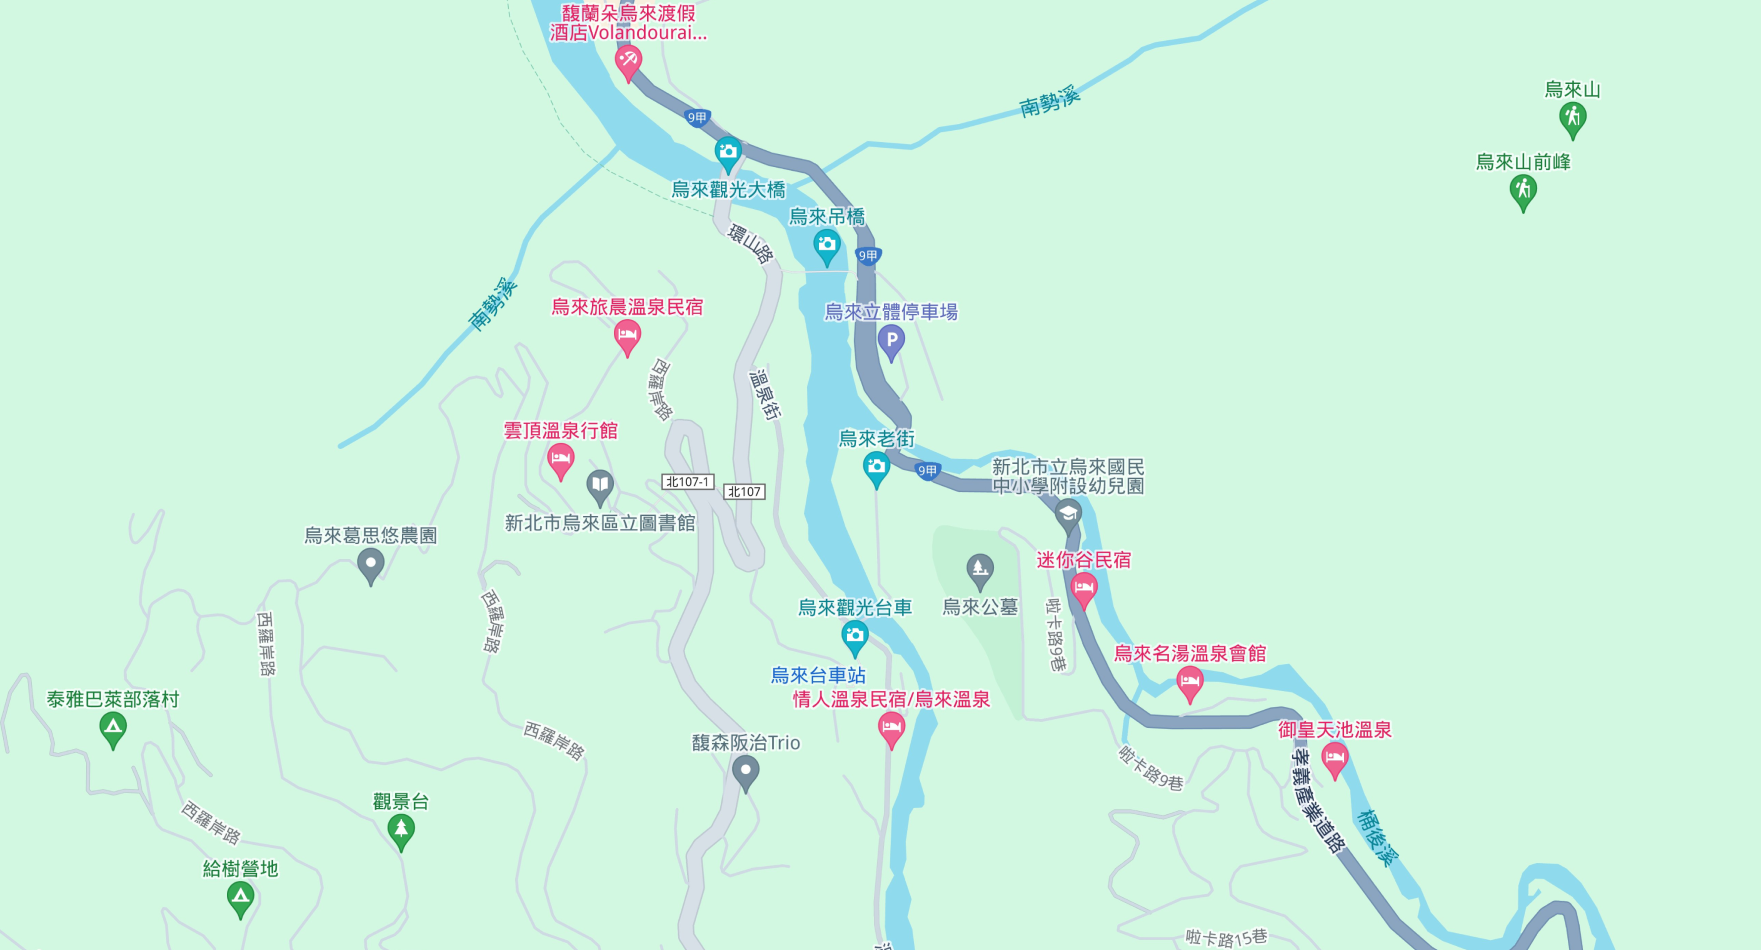 馥蘭朵烏來渡假
酒店Volandourai...
9甲
南勢溪
烏來山
烏來山前峰
烏來觀光大橋
烏來吊橋
環山路
9甲
南勢溪
烏來旅晨溫泉民宿
烏來立體停車場
P
西羅岸路
溫泉街
雲頂溫泉行館
烏來老街
9甲
新北市立烏來國民
中小學附設幼兒園
北107-1
北107
新北市烏來區立圖書館
烏來葛思悠農園
迷你谷民宿
西羅岸路
西羅岸路
烏來觀光台車
烏來公墓
啦卡路9巷
烏來台車站
烏來名湯溫泉會館
泰雅巴萊部落村
情人溫泉民宿/烏來溫泉
西羅岸路
馥森阪治Trio
御皇天池溫泉
啦卡路9巷
孝義產業道路
觀景台
西羅岸路
桶後溪
給樹營地
啦卡路15巷